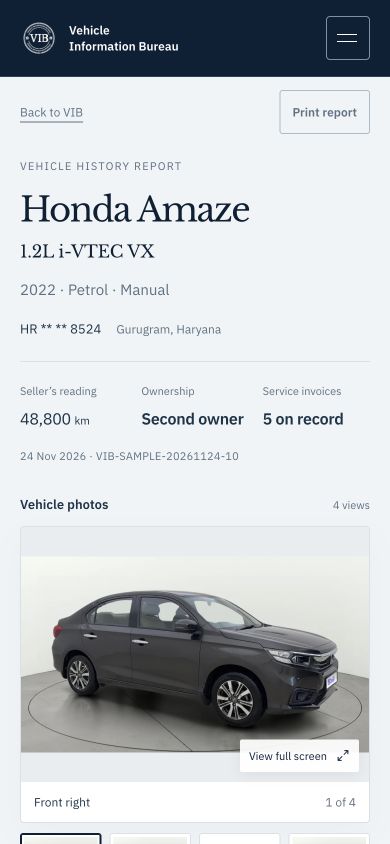 VIB
Vehicle
Information Bureau
Back to VIB
Print report
VEHICLE HISTORY REPORT
Honda Amaze
1.2L i-VTEC VX
2022 · Petrol · Manual
HR ** ** 8524 Gurugram, Haryana
Seller’s reading Ownership Service invoices
48,800 km Second owner 5 on record
24 Nov 2026 · VIB-SAMPLE-20261124-10
Vehicle photos 4 views
View full screen
Front right 1 of 4